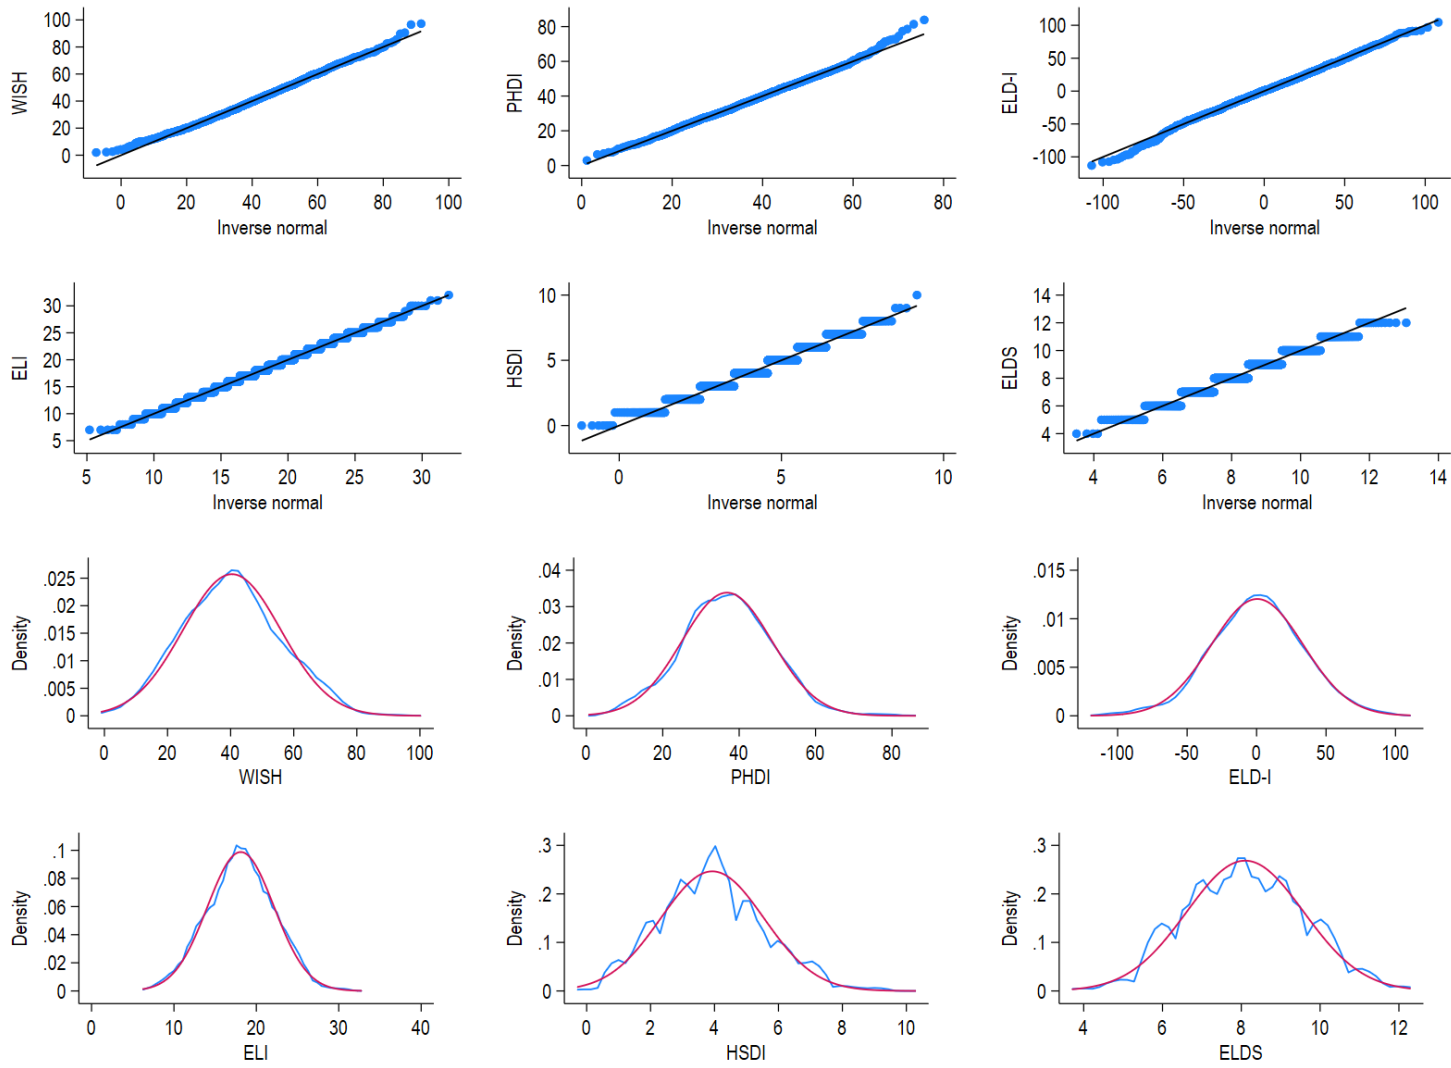 WISH
100
80
60
40
20
0
0 20 40 60 80 100
Inverse normal
PHDI
80
60
40
20
0
0 20 40 60 80
Inverse normal
ELD-I
100
50
0
-50
-100
-100 -50 0 50 100
Inverse normal
ELI
30
25
20
15
10
5
5 10 15 20 25 30
Inverse normal
HSDI
10
5
0
0 5 10
Inverse normal
ELDS
14
12
10
8
6
4
4 6 8 10 12 14
Inverse normal
Density
.025
.02
.015
.01
.005
0
0 20 40 60 80 100
WISH
Density
.04
.03
.02
.01
0
0 20 40 60 80
PHDI
Density
.015
.01
.005
0
-100 -50 0 50 100
ELD-I
Density
.1
.08
.06
.04
.02
0
0 10 20 30 40
ELI
Density
.3
.2
.1
0
0 2 4 6 8 10
HSDI
Density
.3
.2
.1
0
4 6 8 10 12
ELDS